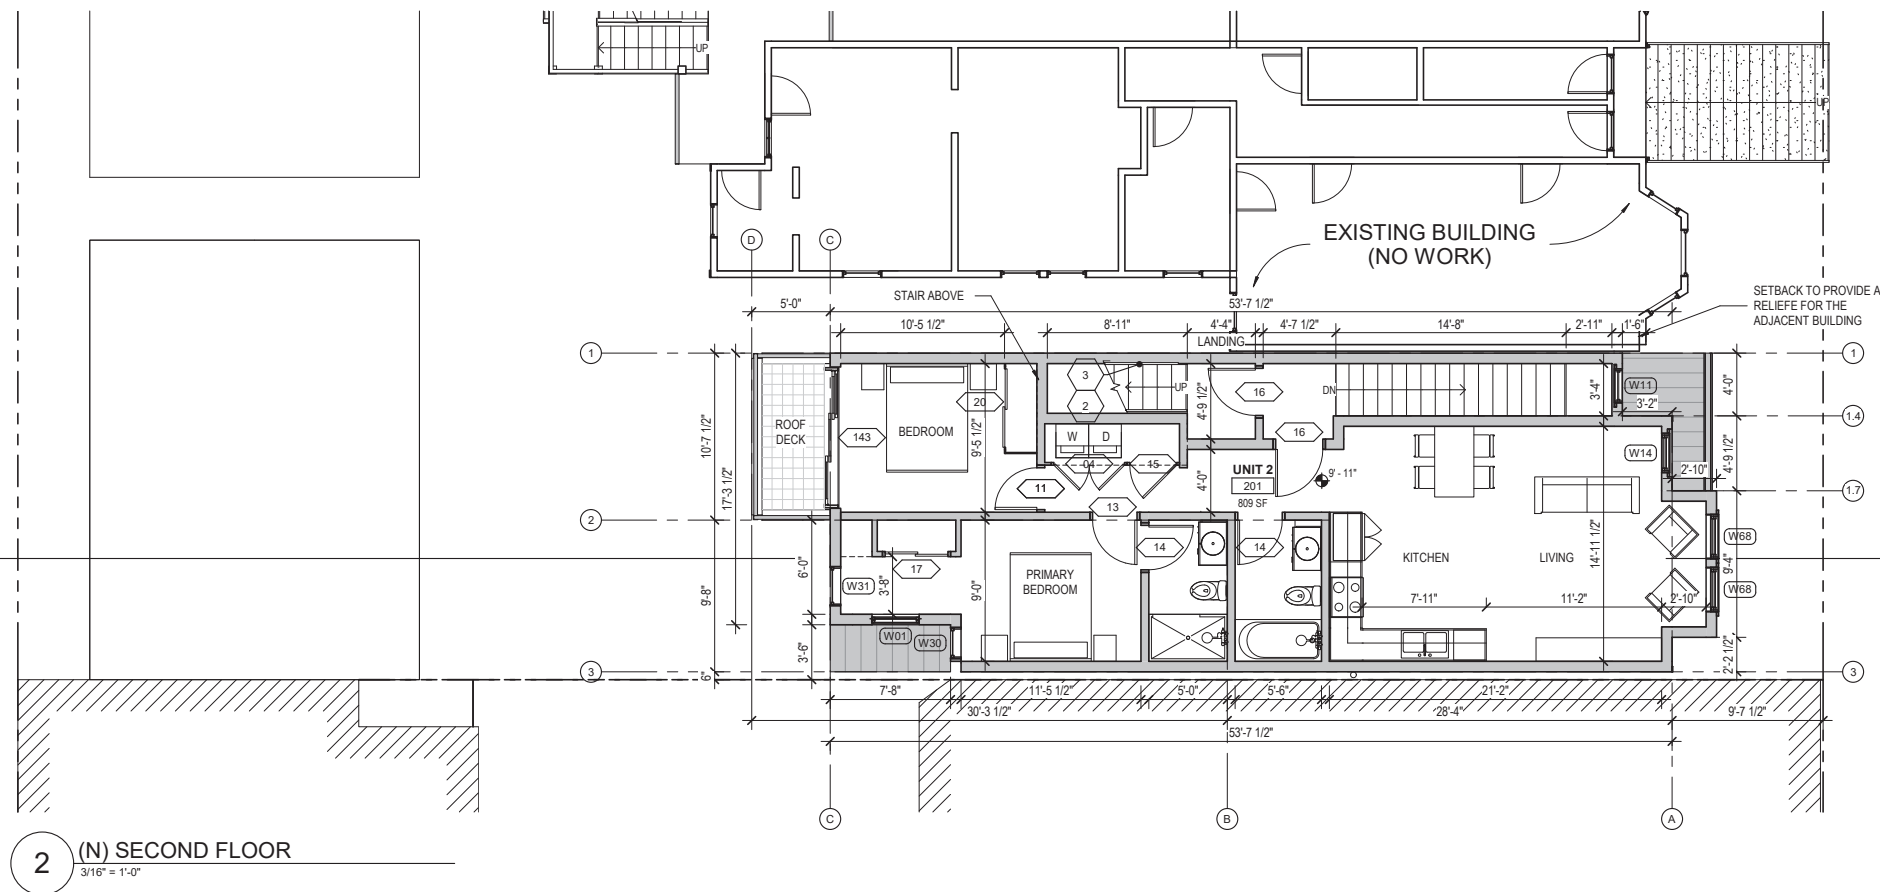 UP
UP
EXISTING BUILDING
(NO WORK)
D
C
5'-0"
STAIR ABOVE
53'-7 1/2"
SETBACK TO PROVIDE A
RELIEFE FOR THE
ADJACENT BUILDING
10'-5 1/2"
8'-11"
4'-4"
4'-7 1/2"
14'-8"
2'-11"
1'-6"
LANDING
1
1
3
2
UP
16
DN
3'-4"
W11
3'-2"
4'-0"
1.4
20
4'-9 1/2"
ROOF
DECK
143
BEDROOM
9'-5 1/2"
W
D
16
W14
4'-9 1/2"
10'-7 1/2"
17'-3 1/2"
04
15
UNIT 2
201
809 SF
9' - 11"
2'-10"
11
4'-0"
1.7
13
2
14
14
14'-11 1/2"
KITCHEN
LIVING
W68
9'-4"
W68
6'-0"
9'-8"
W31
3'-8"
17
9'-0"
PRIMARY
BEDROOM
7'-11"
11'-2"
2'-10"
W01
W30
3'-6"
2'-2 1/2"
3
6"
3
7'-8"
11'-5 1/2"
5'-0"
5'-6"
21'-2"
30'-3 1/2"
28'-4"
9'-7 1/2"
53'-7 1/2"
C
B
A
2
(N) SECOND FLOOR
3/16" = 1'-0"